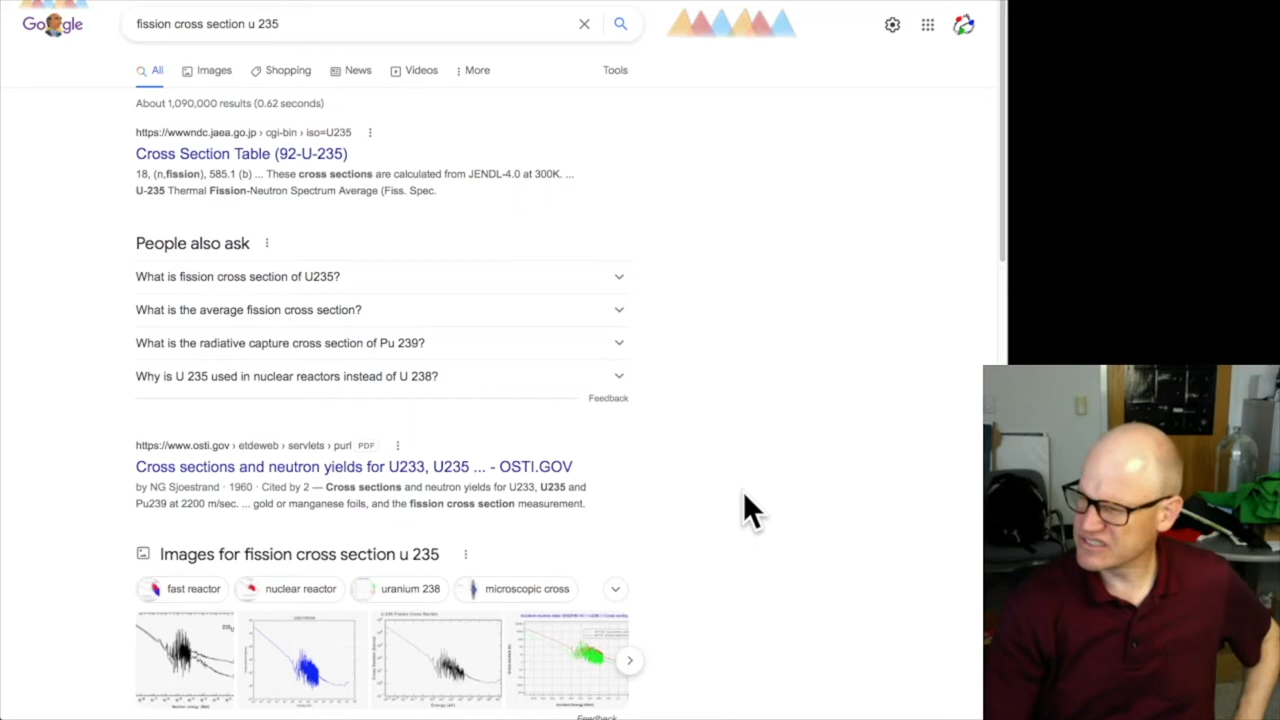 Google
fission cross section u 235
All
Images
Shopping
News
Videos
More
Tools
About 1,090,000 results (0.62 seconds)
https://wwwndc.jaea.go.jp › cgi-bin › iso=U235
Cross Section Table (92-U-235)
18, (n,fission), 585.1 (b) ... These cross sections are calculated from JENDL-4.0 at 300K. ...
U-235 Thermal Fission-Neutron Spectrum Average (Fiss. Spec.
People also ask
What is fission cross section of U235?
What is the average fission cross section?
What is the radiative capture cross section of Pu 239?
Why is U 235 used in nuclear reactors instead of U 238?
Feedback
https://www.osti.gov › etdeweb › servlets › purl PDF
Cross sections and neutron yields for U233, U235 ... - OSTI.GOV
by NG Sjoestrand · 1960 · Cited by 2 — Cross sections and neutron yields for U233, U235 and
Pu239 at 2200 m/sec. ... gold or manganese foils, and the fission cross section measurement.
Images for fission cross section u 235
fast reactor
nuclear reactor
uranium 238
microscopic cross
Feedback